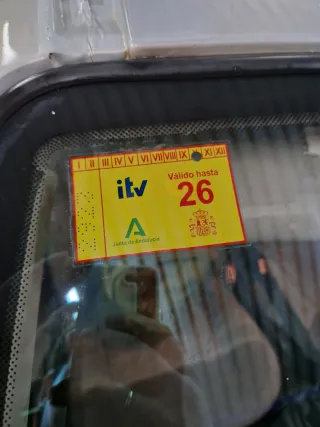 I II III IV V VI VII VIII IX X XI XII
itv
Válido hasta
26
Junta de Andalucía